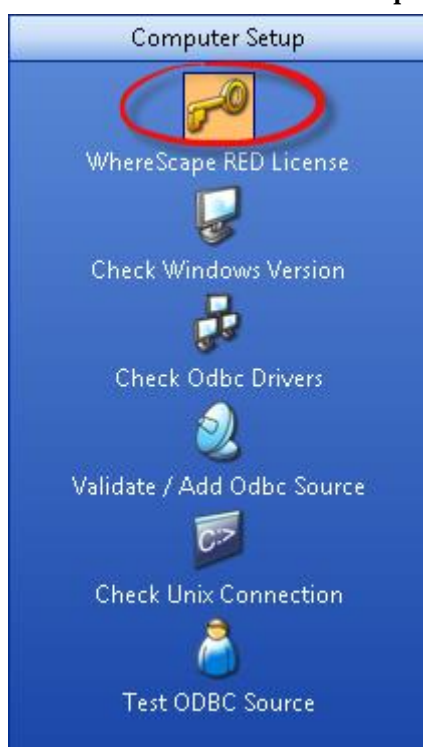 Computer Setup
WhereScape RED License
Check Windows Version
Check Odbc Drivers
Validate / Add Odbc Source
C:>
Check Unix Connection
Test ODBC Source